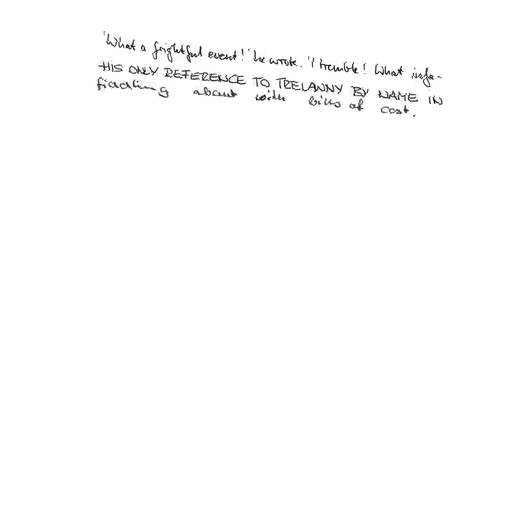 'What a frightful event!' he wrote. 'I tremble! What infa-
HIS ONLY REFERENCE TO TRELANNY BY NAME IN
fiddling about with bits of coat.